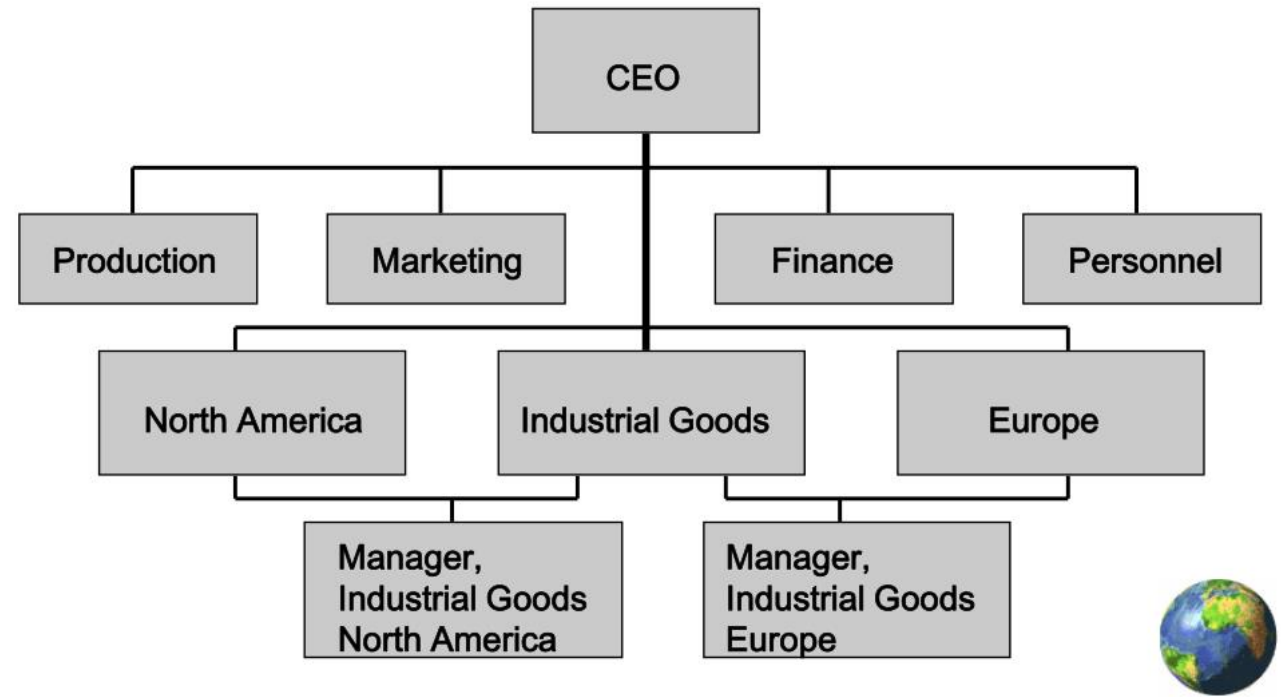 CEO
Production
Marketing
Finance
Personnel
North America
Industrial Goods
Europe
Manager,
Industrial Goods
North America
Manager,
Industrial Goods
Europe